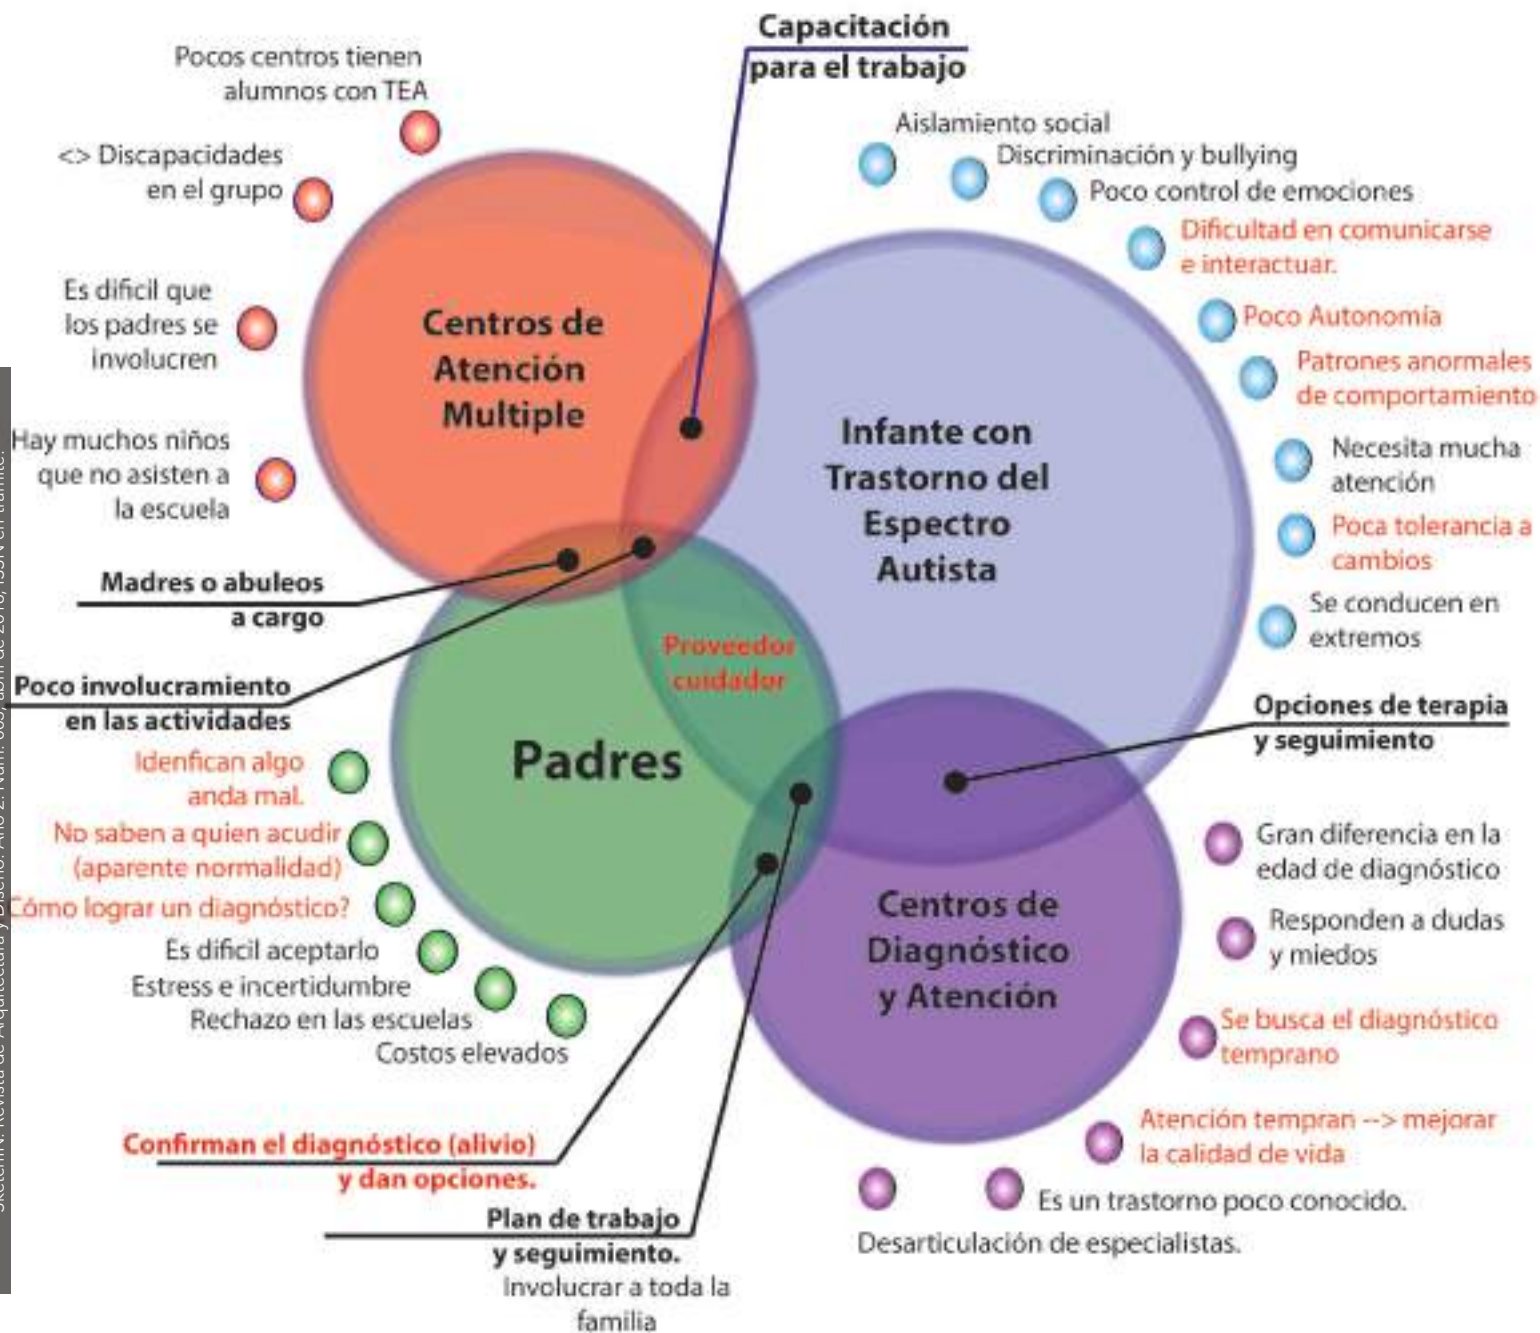 Capacitación
para el trabajo
Pocos centros tienen
alumnos con TEA
<> Discapacidades
en el grupo
Es dificil que
los padres se
involucren
Hay muchos niños
que no asisten a
la escuela
Centros de
Atención
Multiple
Aislamiento social
Discriminación y bullying
Poco control de emociones
Dificultad en comunicarse
e interactuar.
Poco Autonomía
Patrones anormales
de comportamiento
Necesita mucha
atención
Poca tolerancia a
cambios
Se conducen en
extremos
Infante con
Trastorno del
Espectro
Autista
Madres o abuleos
a cargo
Poco involucramiento
en las actividades
Proveedor
cuidador
Opciones de terapia
y seguimiento
Padres
Idenfican algo
anda mal.
No saben a quien acudir
(aparente normalidad)
Cómo lograr un diagnóstico?
Es dificil aceptarlo
Estress e incertidumbre
Rechazo en las escuelas
Costos elevados
Centros de
Diagnóstico
y Atención
Gran diferencia en la
edad de diagnóstico
Responden a dudas
y miedos
Se busca el diagnóstico
temprano
Atención tempran --> mejorar
la calidad de vida
Es un trastorno poco conocido.
Desarticulación de especialistas.
Confirman el diagnóstico (alivio)
y dan opciones.
Plan de trabajo
y seguimiento.
Involucrar a toda la
familia